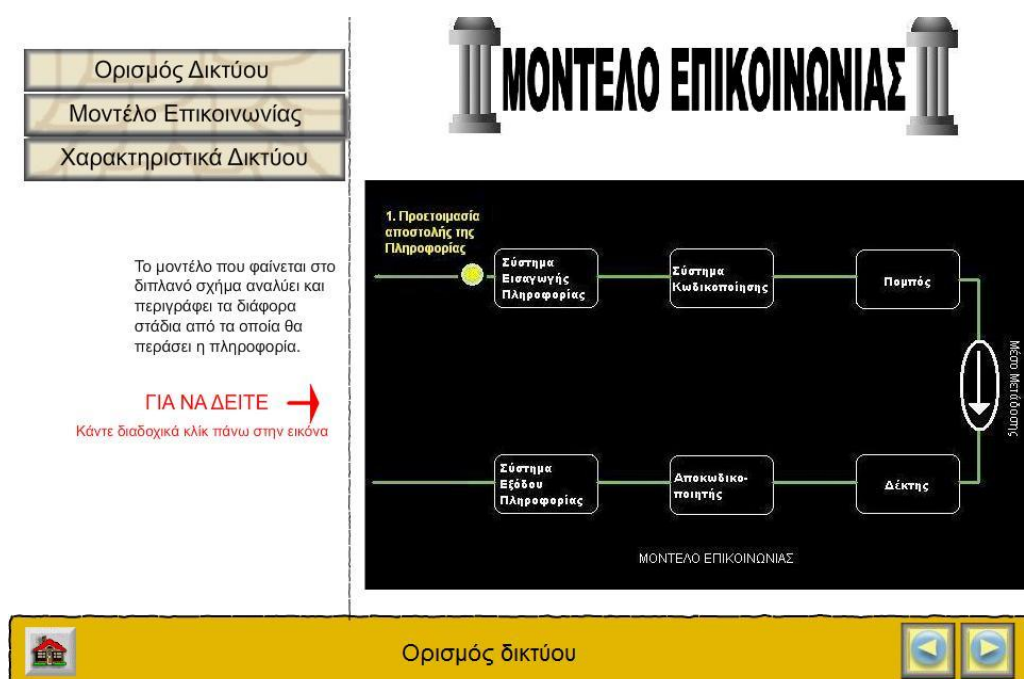 Ορισμός Δικτύου
Μοντέλο Επικοινωνίας
Χαρακτηριστικά Δικτύου
Το μοντέλο που φαίνεται στο
διπλανό σχήμα αναλύει και
περιγράφει τα διάφορα
στάδια από τα οποία θα
περάσει η πληροφορία.
ΓΙΑ ΝΑ ΔΕΙΤΕ
Κάντε διαδοχικά κλίκ πάνω στην εικόνα
ΜΟΝΤΕΛΟ ΕΠΙΚΟΙΝΩΝΙΑΣ
1. Προετοιμασία
αποστολής της
Πληροφορίας
Σύστημα
Εισαγωγής
Πληροφορίας
Σύστημα
Κωδικοποίησης
Πομπός
Μέσο Μετάδοσης
Σύστημα
Εξόδου
Πληροφορίας
Αποκωδικο-
ποιητής
Δέκτης
ΜΟΝΤΕΛΟ ΕΠΙΚΟΙΝΩΝΙΑΣ
Ορισμός δικτύου